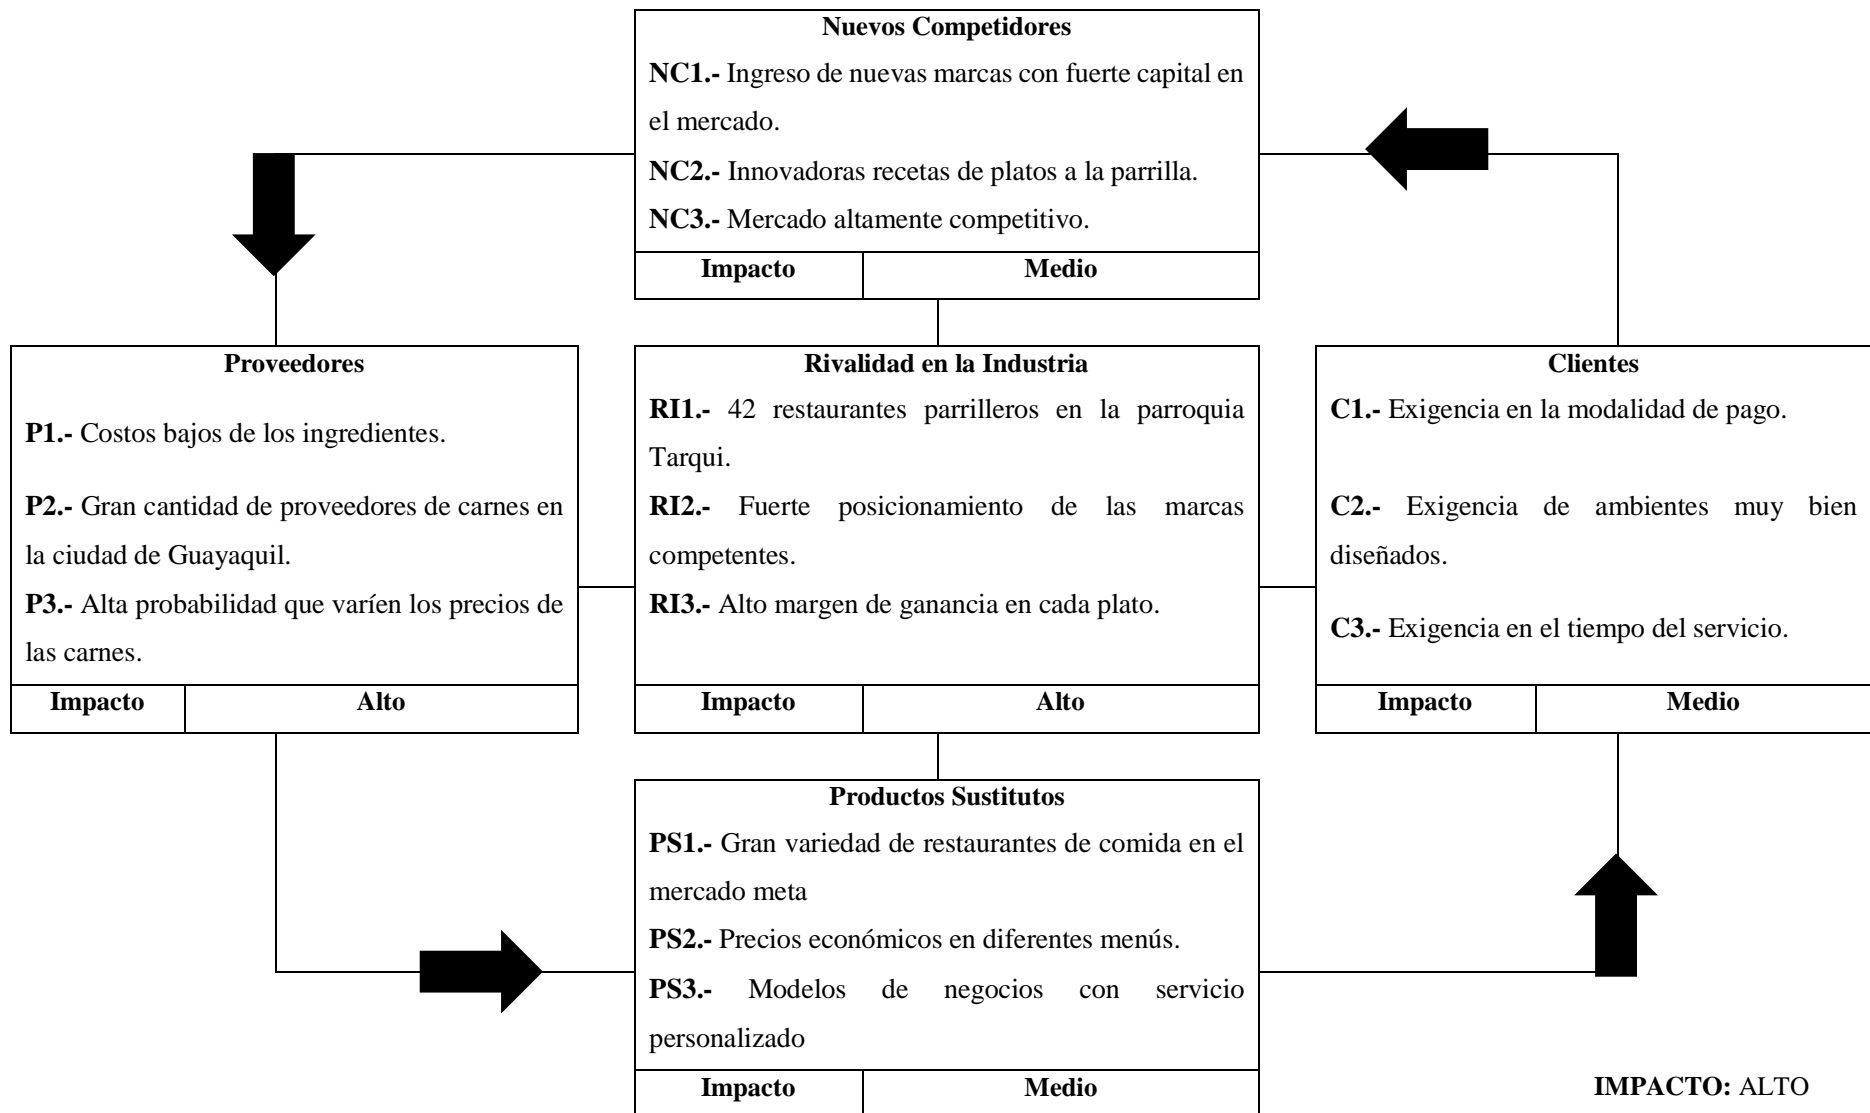 Nuevos Competidores
NC1.- Ingreso de nuevas marcas con fuerte capital en
el mercado.
NC2.- Innovadoras recetas de platos a la parrilla.
NC3.- Mercado altamente competitivo.
Impacto Medio
Proveedores
P1.- Costos bajos de los ingredientes.
P2.- Gran cantidad de proveedores de carnes en
la ciudad de Guayaquil.
P3.- Alta probabilidad que varíen los precios de
las carnes.
Impacto Alto
Rivalidad en la Industria
RI1.- 42 restaurantes parrilleros en la parroquia
Tarqui.
RI2.- Fuerte posicionamiento de las marcas
competentes.
RI3.- Alto margen de ganancia en cada plato.
Impacto Alto
Clientes
C1.- Exigencia en la modalidad de pago.
C2.- Exigencia de ambientes muy bien
diseñados.
C3.- Exigencia en el tiempo del servicio.
Impacto Medio
Productos Sustitutos
PS1.- Gran variedad de restaurantes de comida en el
mercado meta
PS2.- Precios económicos en diferentes menús.
PS3.- Modelos de negocios con servicio
personalizado
Impacto Medio
IMPACTO: ALTO